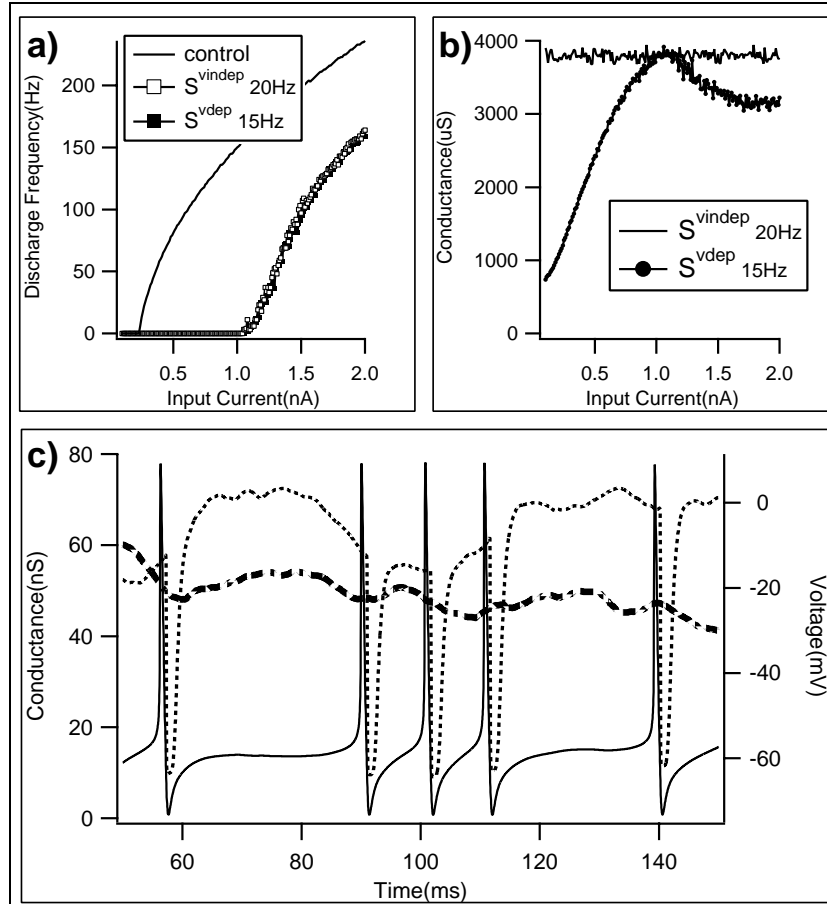 a)
control
S^vindep 20Hz
S^vdep 15Hz
Discharge Frequency(Hz)
200
150
100
50
0
0.5
1.0
1.5
2.0
Input Current(nA)
b)
4000
3000
2000
1000
0
Conductance(uS)
S^vindep 20Hz
S^vdep 15Hz
0.5
1.0
1.5
2.0
Input Current(nA)
c)
80
60
40
20
0
Conductance(nS)
0
-20
-40
-60
Voltage(mV)
60
80
100
120
140
Time(ms)